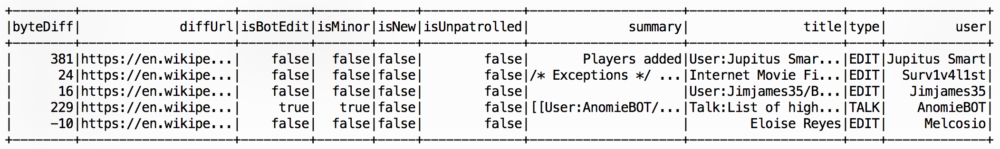 +---------+--------------------+---------+-------+-----+-------------+--------------------+--------------------+----+-------------+
|byteDiff|             diffUrl|isBotEdit|isMinor|isNew|isUnpatrolled|             summary|               title|type|         user|
+---------+--------------------+---------+-------+-----+-------------+--------------------+--------------------+----+-------------+
|     381|https://en.wikipe...|    false|  false|false|        false|       Players added|User:Jupitus Smar...|EDIT|Jupitus Smart|
|      24|https://en.wikipe...|    false|  false|false|        false|/* Exceptions */ ...|Internet Movie Fi...|EDIT|  Surv1v4l1st|
|      16|https://en.wikipe...|    false|  false|false|        false|                    |User:Jimjames35/B...|EDIT|   Jimjames35|
|     229|https://en.wikipe...|     true|   true|false|        false|[[User:AnomieBOT/...|Talk:List of high...|TALK|    AnomieBOT|
|     -10|https://en.wikipe...|    false|  false|false|        false|                    |        Eloise Reyes|EDIT|     Melcosio|
+---------+--------------------+---------+-------+-----+-------------+--------------------+--------------------+----+-------------+